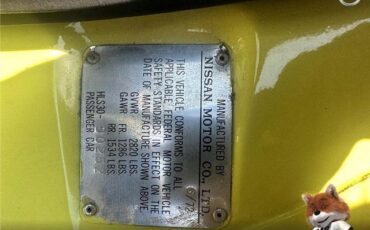 MANUFACTURED BY
NISSAN MOTOR CO., LTD.
6/72
THIS VEHICLE CONFORMS TO ALL
APPLICABLE FEDERAL MOTOR VEHICLE
SAFETY STANDARDS IN EFFECT ON THE
DATE OF MANUFACTURE SHOWN ABOVE.
GVWR 2820 LBS.
GAWR FR 1286 LBS.
RR 1534 LBS.
HLS30-
PASSENGER CAR